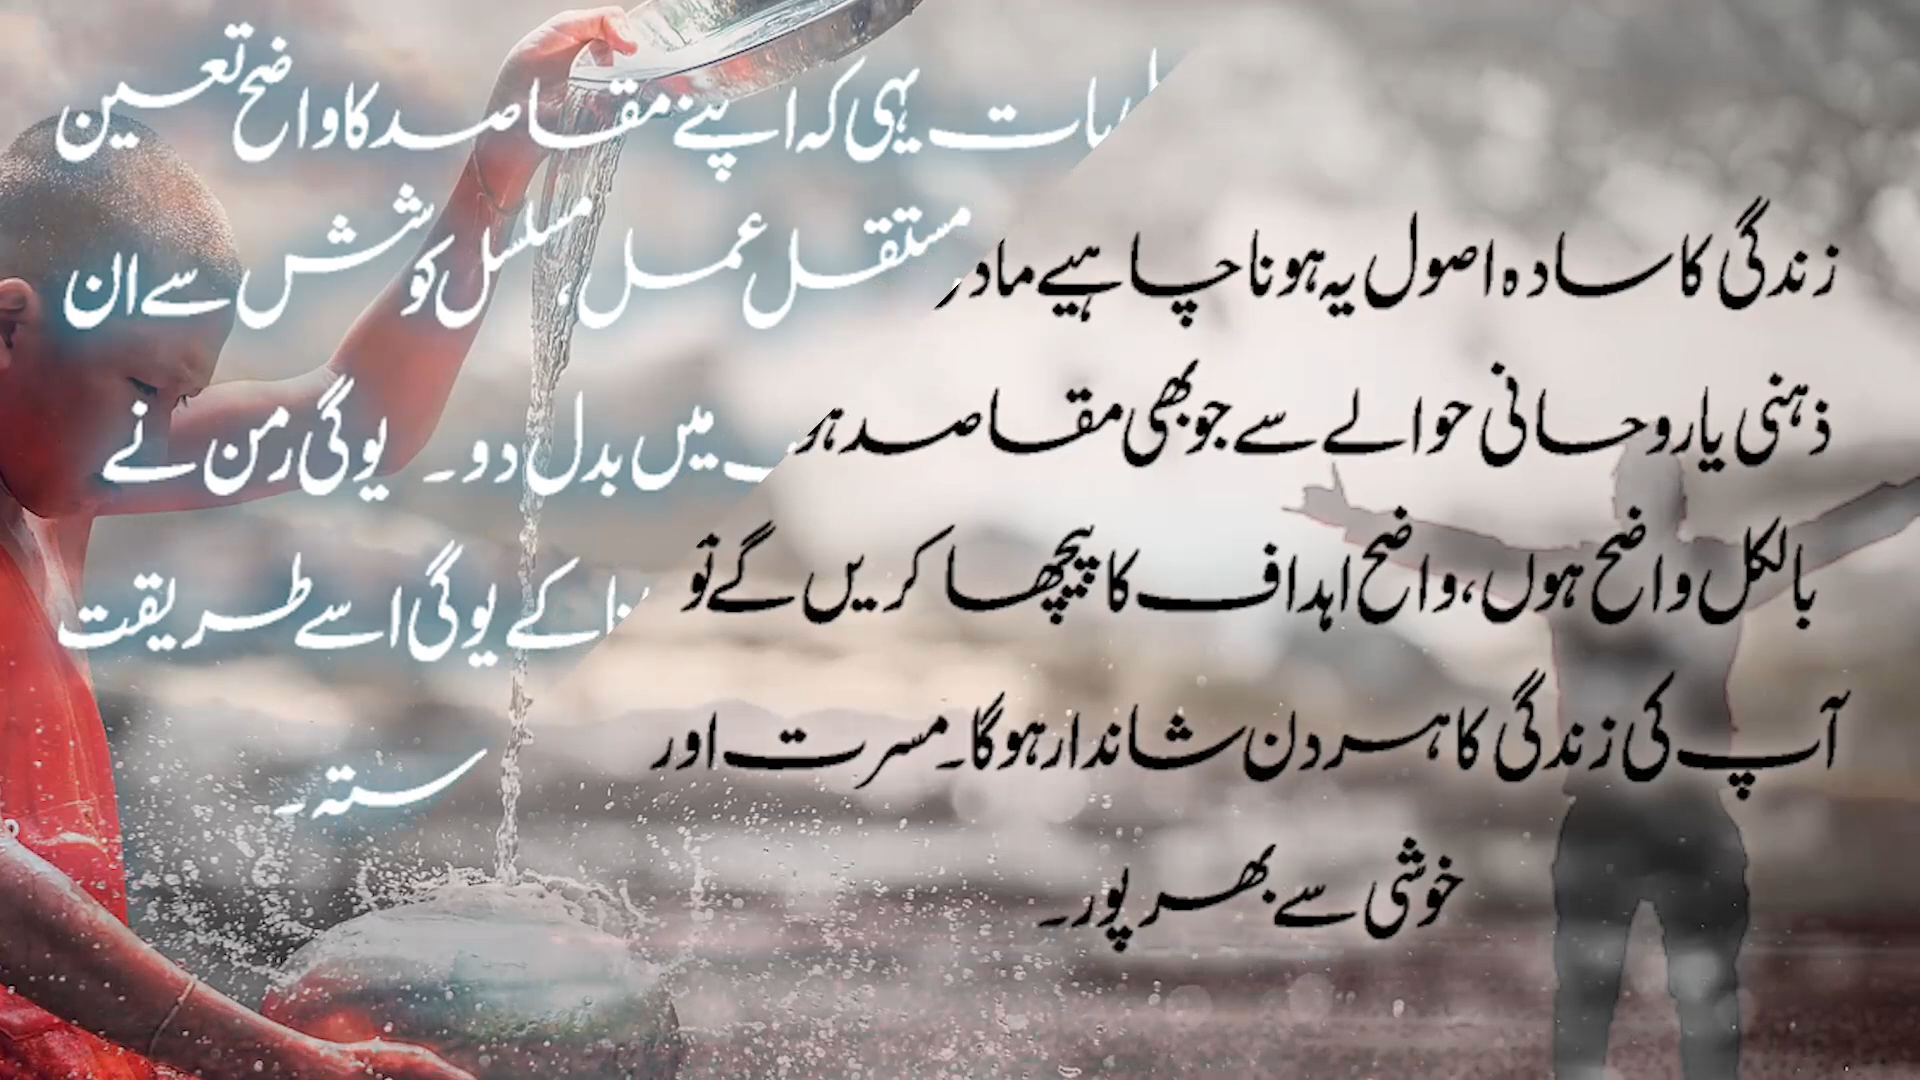 زندگی کا سادہ اصول یہ ہونا چاہیے
ذہنی یا روحانی حوالے سے جو بھی مقاصد
بالکل واضح ہوں، واضح اہداف کا پیچھا کریں گے تو
آپ کی زندگی کا ہر دن شاندار ہوگا۔ مسرت اور
خوشی سے بھرپور۔
بات یہی کہ اپنے مقاصد کا واضح تعین
مستقل عمل، مسلسل کوشش سے ان
میں بدل دو۔ یوگی رمن نے
کے یوگی اسے طریقت